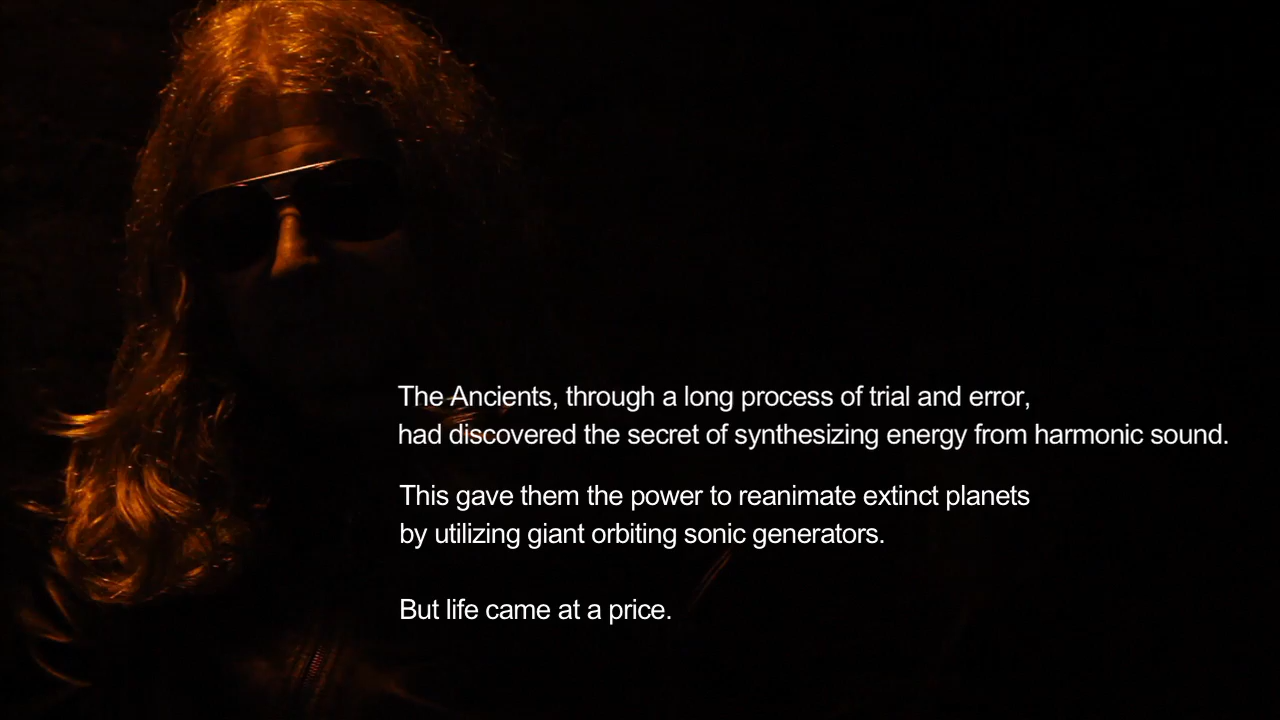 The Ancients, through a long process of trial and error,
had discovered the secret of synthesizing energy from harmonic sound.
This gave them the power to reanimate extinct planets
by utilizing giant orbiting sonic generators.
But life came at a price.